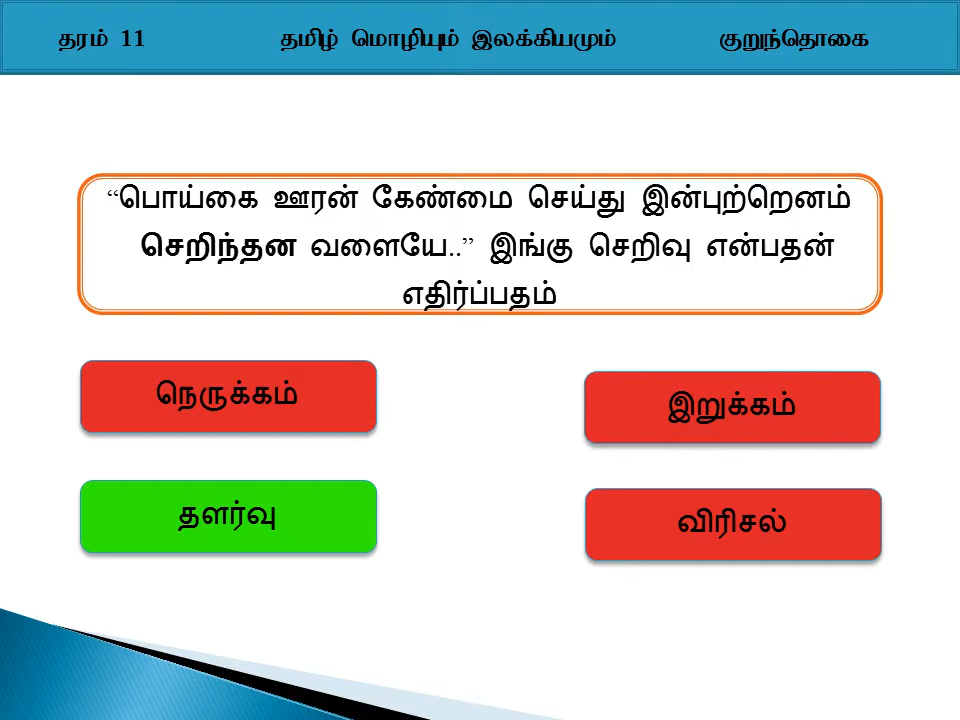 தரம் 11 தமிழ் மொழியும் இலக்கியமும் குறுந்தொகை
“பொய்கை ஊரன் கேண்மை செய்து இன்புற்றெனம்
செறிந்தன வளையே..” இங்கு செறிவு என்பதன்
எதிர்ப்பதம்
நெருக்கம்
இறுக்கம்
தளர்வு
விரிசல்